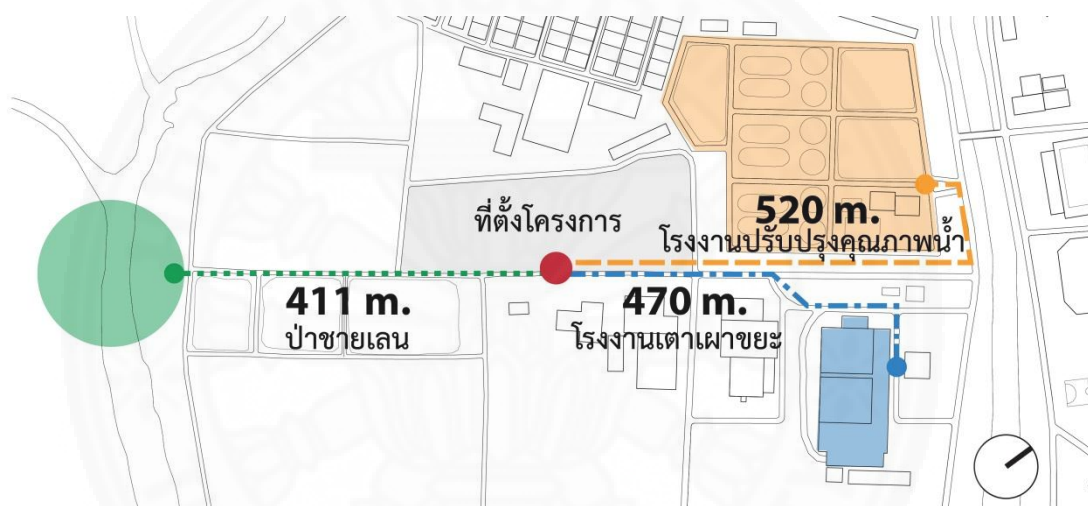 ที่ตั้งโครงการ
520 m.
โรงงานปรับปรุงคุณภาพน้ำ
411 m.
ป่าชายเลน
470 m.
โรงงานเตาเผาขยะ